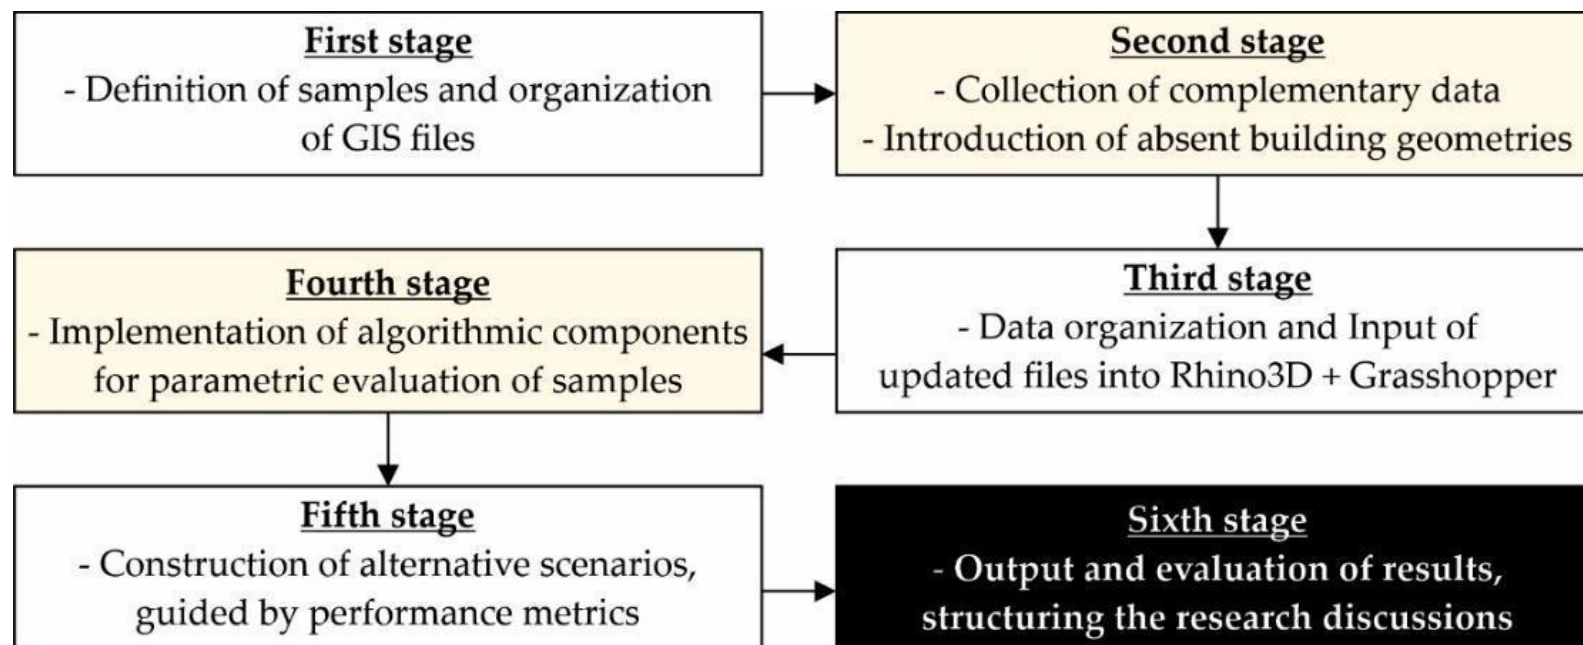 First stage
- Definition of samples and organization
of GIS files
Second stage
- Collection of complementary data
- Introduction of absent building geometries
Third stage
- Data organization and Input of
updated files into Rhino3D + Grasshopper
Fourth stage
- Implementation of algorithmic components
for parametric evaluation of samples
Fifth stage
- Construction of alternative scenarios,
guided by performance metrics
Sixth stage
- Output and evaluation of results,
structuring the research discussions